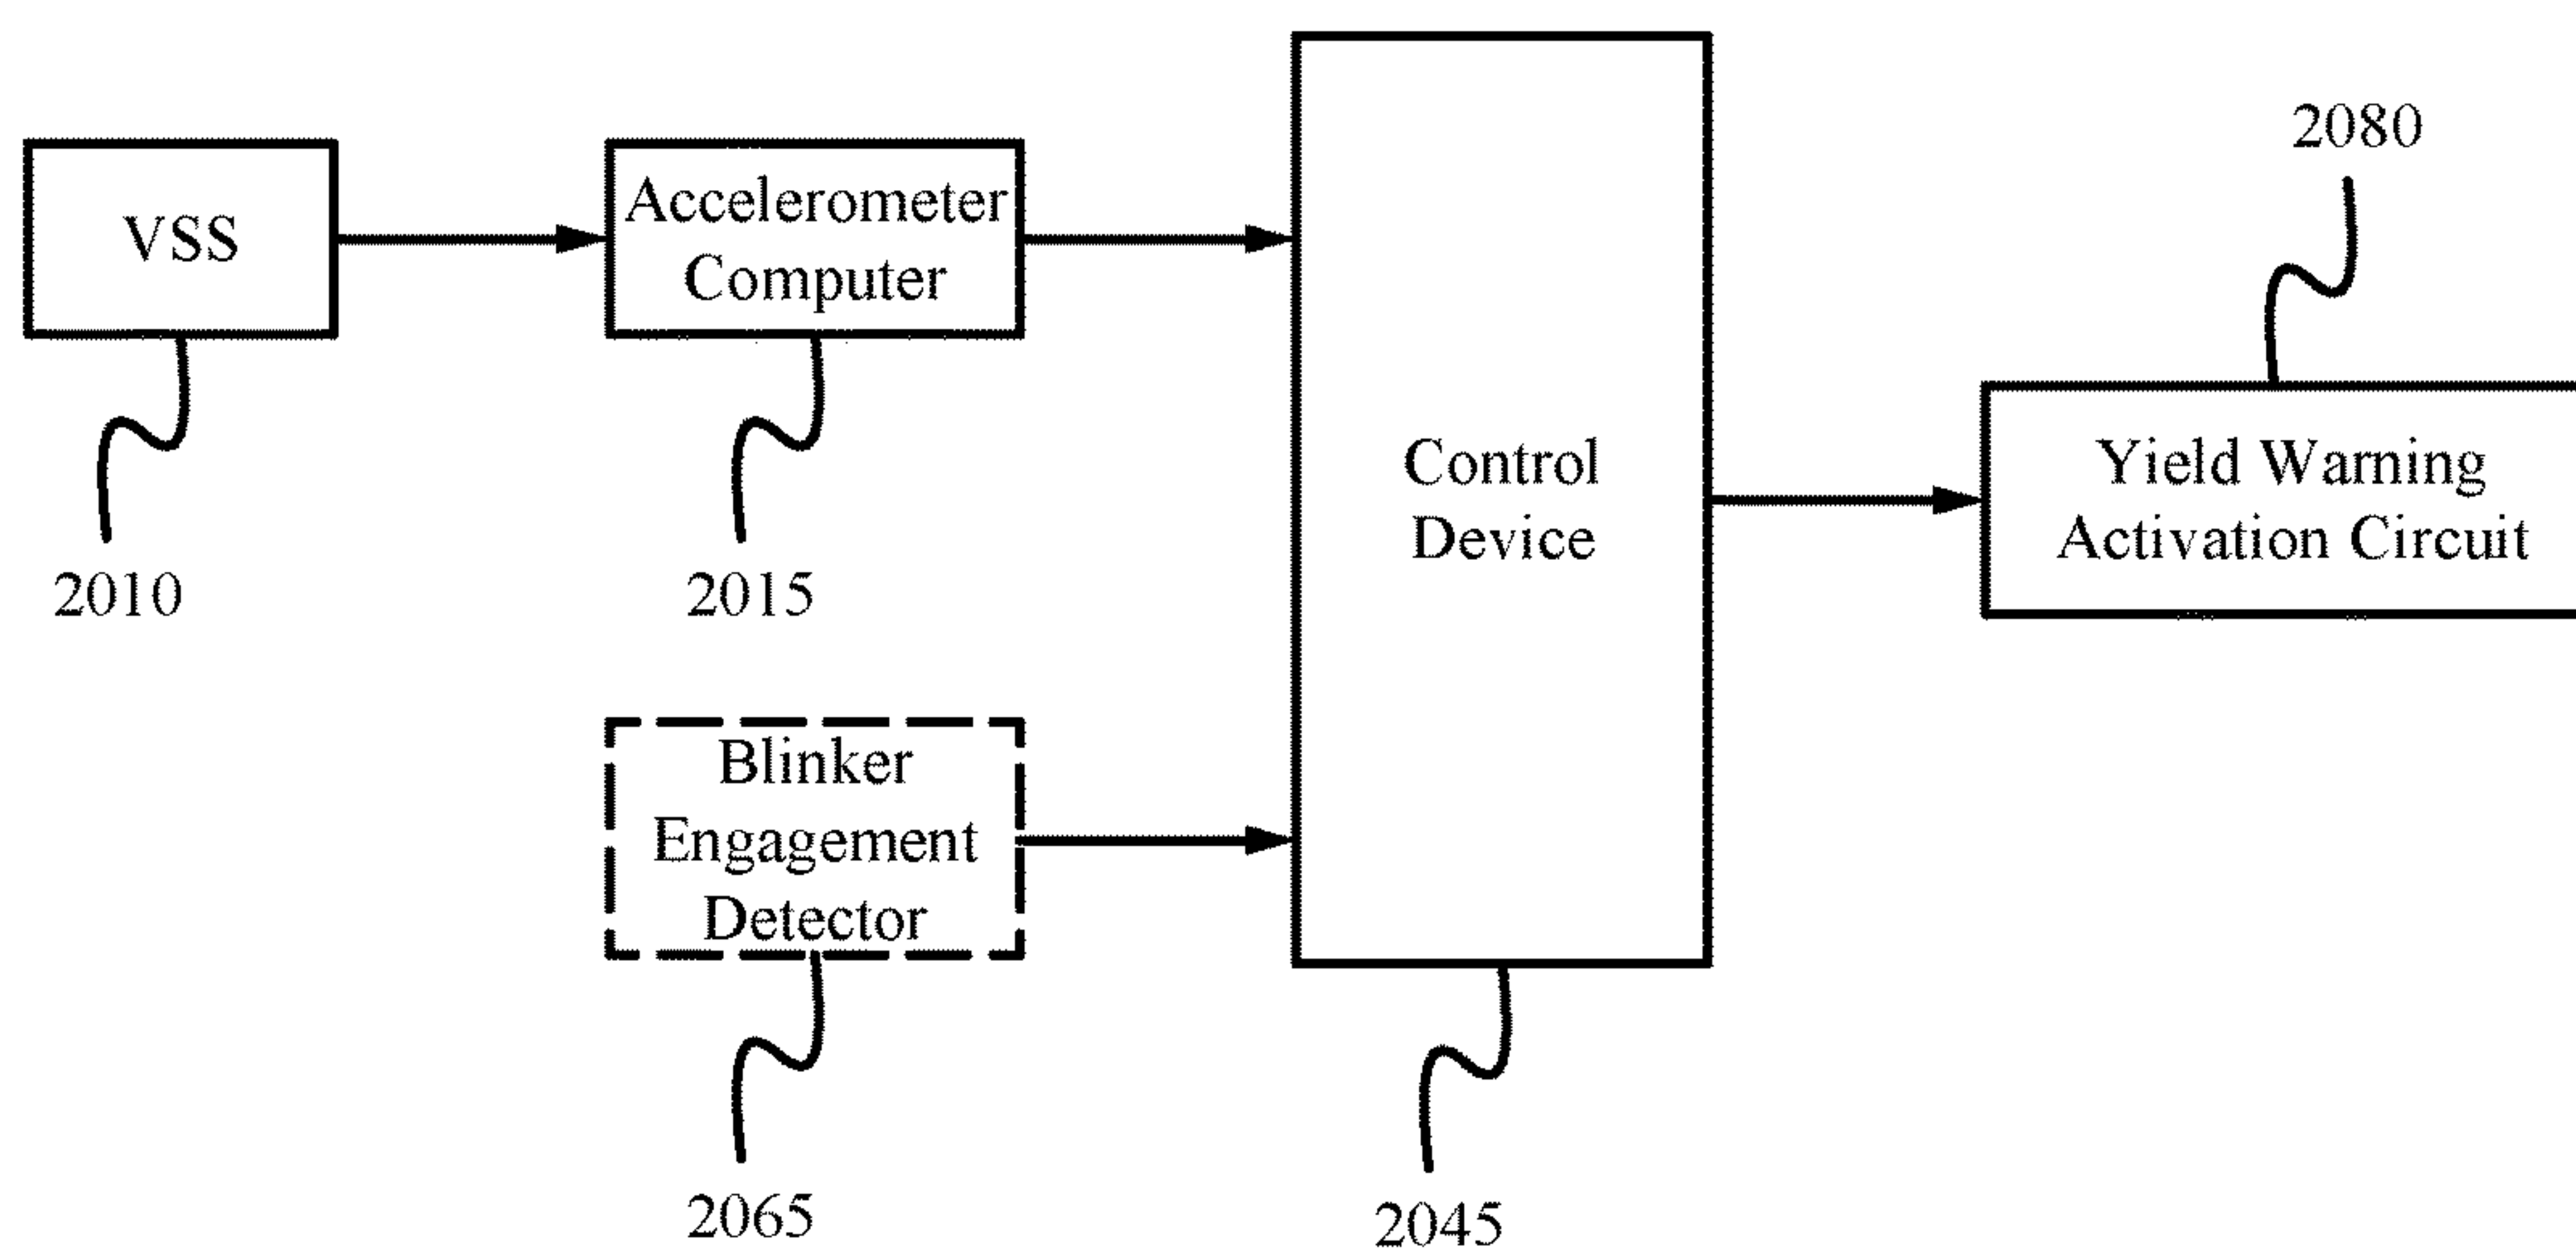 2080
VSS
Accelerometer
Computer
Control
Device
Yield Warning
Activation Circuit
2010
2015
Blinker
Engagement
Detector
2065
2045